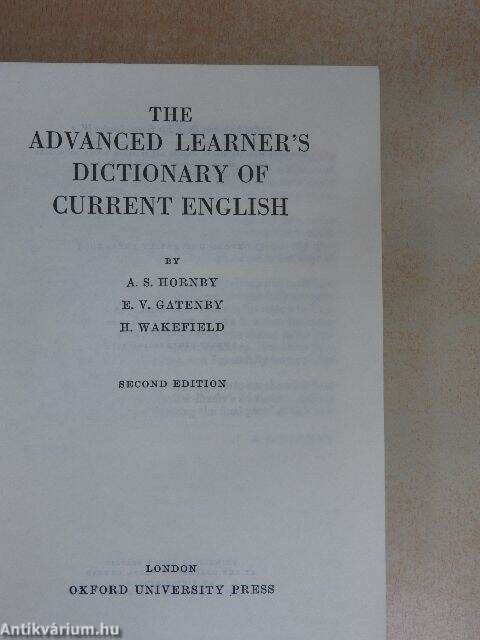 THE
ADVANCED LEARNER'S
DICTIONARY OF
CURRENT ENGLISH
BY
A. S. HORNBY
E. V. GATENBY
H. WAKEFIELD
SECOND EDITION
LONDON
OXFORD UNIVERSITY PRESS
Antikvárium.hu